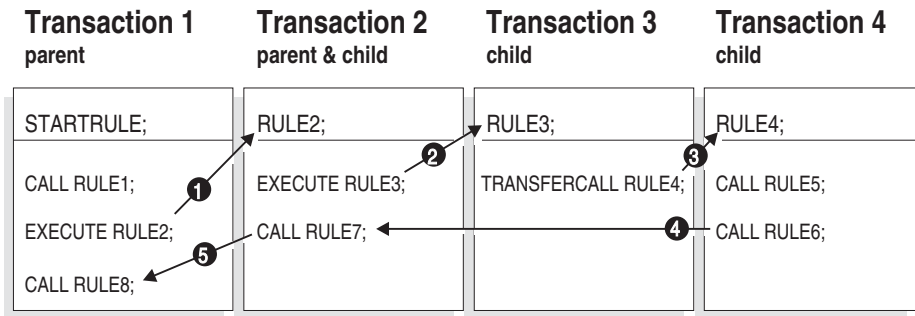 Transaction 1
parent
Transaction 2
parent & child
Transaction 3
child
Transaction 4
child
STARTRULE;
CALL RULE1;
EXECUTE RULE2;
CALL RULE8;
1
RULE2;
EXECUTE RULE3;
CALL RULE7;
5
2
RULE3;
TRANSFERCALL RULE4;
3
4
RULE4;
CALL RULE5;
CALL RULE6;